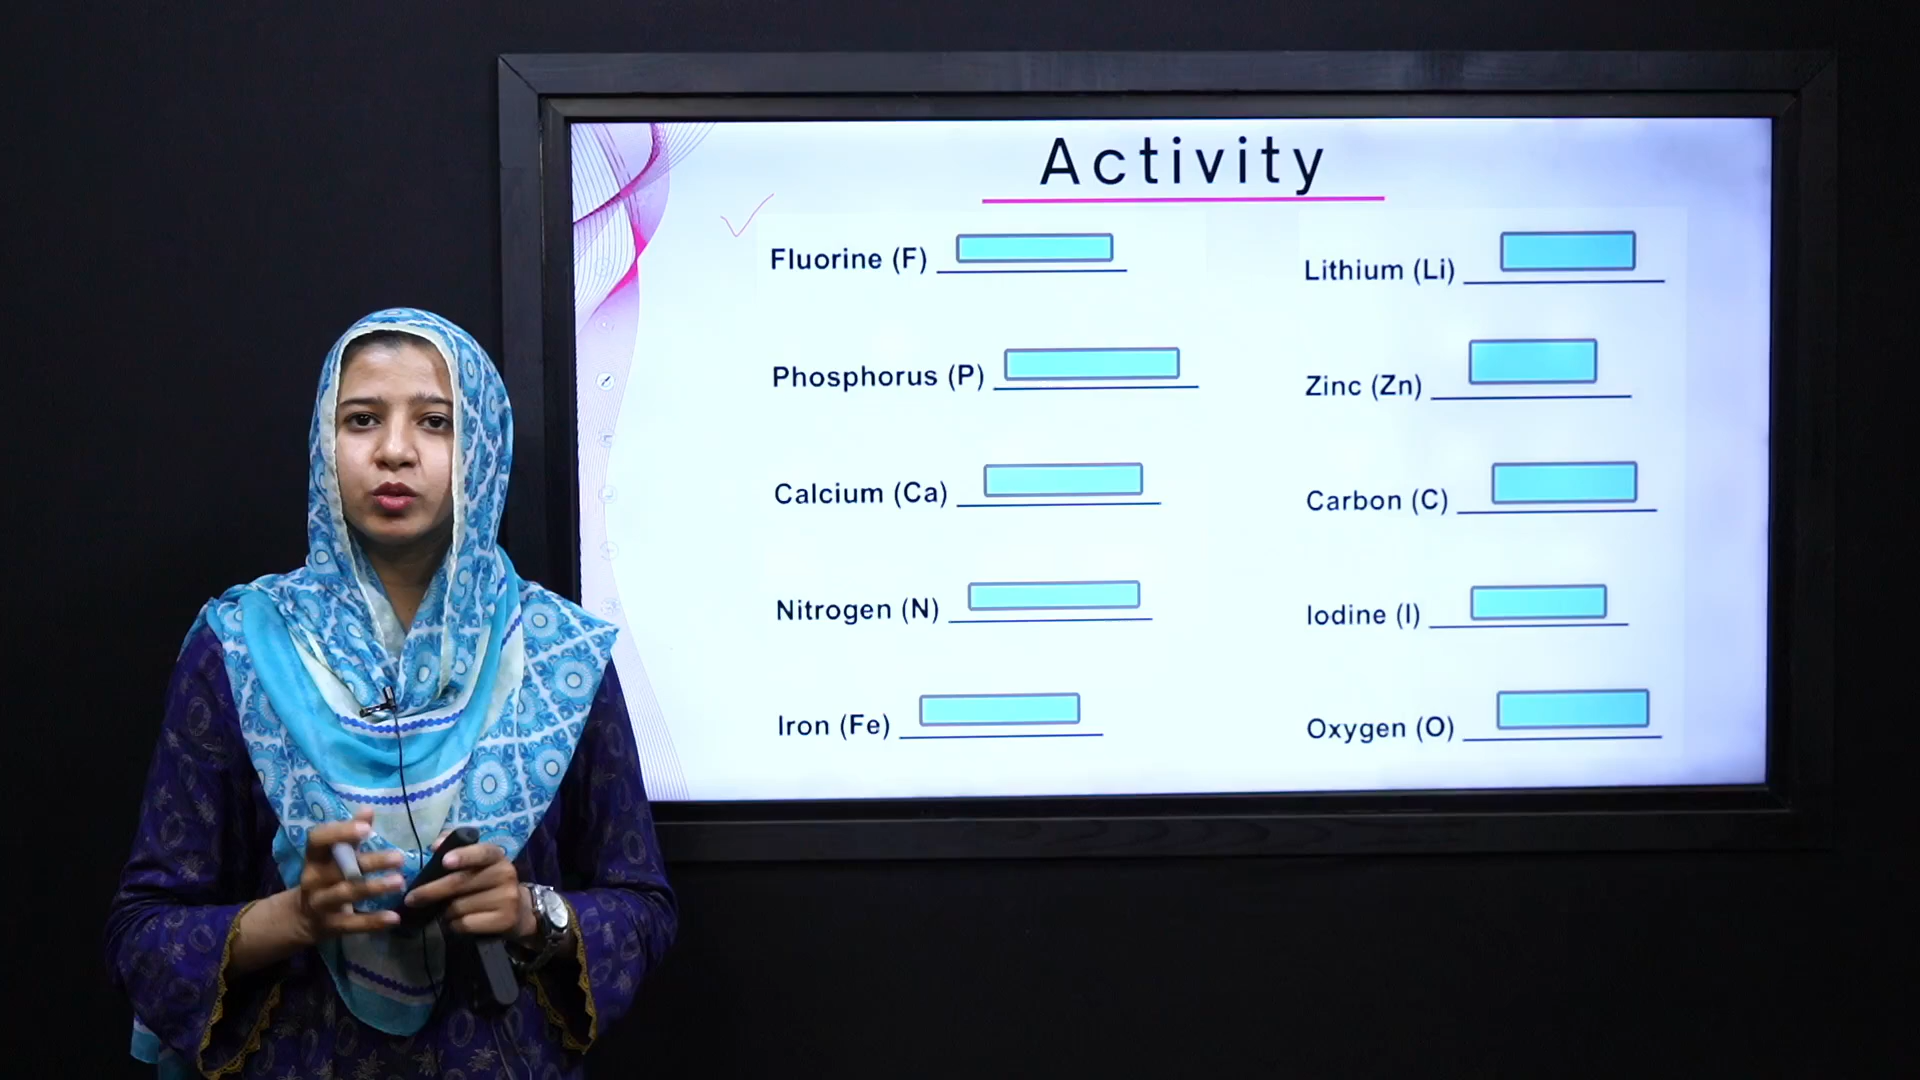 Activity
Fluorine (F)
Phosphorus (P)
Calcium (Ca)
Nitrogen (N)
Iron (Fe)
Lithium (Li)
Zinc (Zn)
Carbon (C)
Iodine (I)
Oxygen (O)